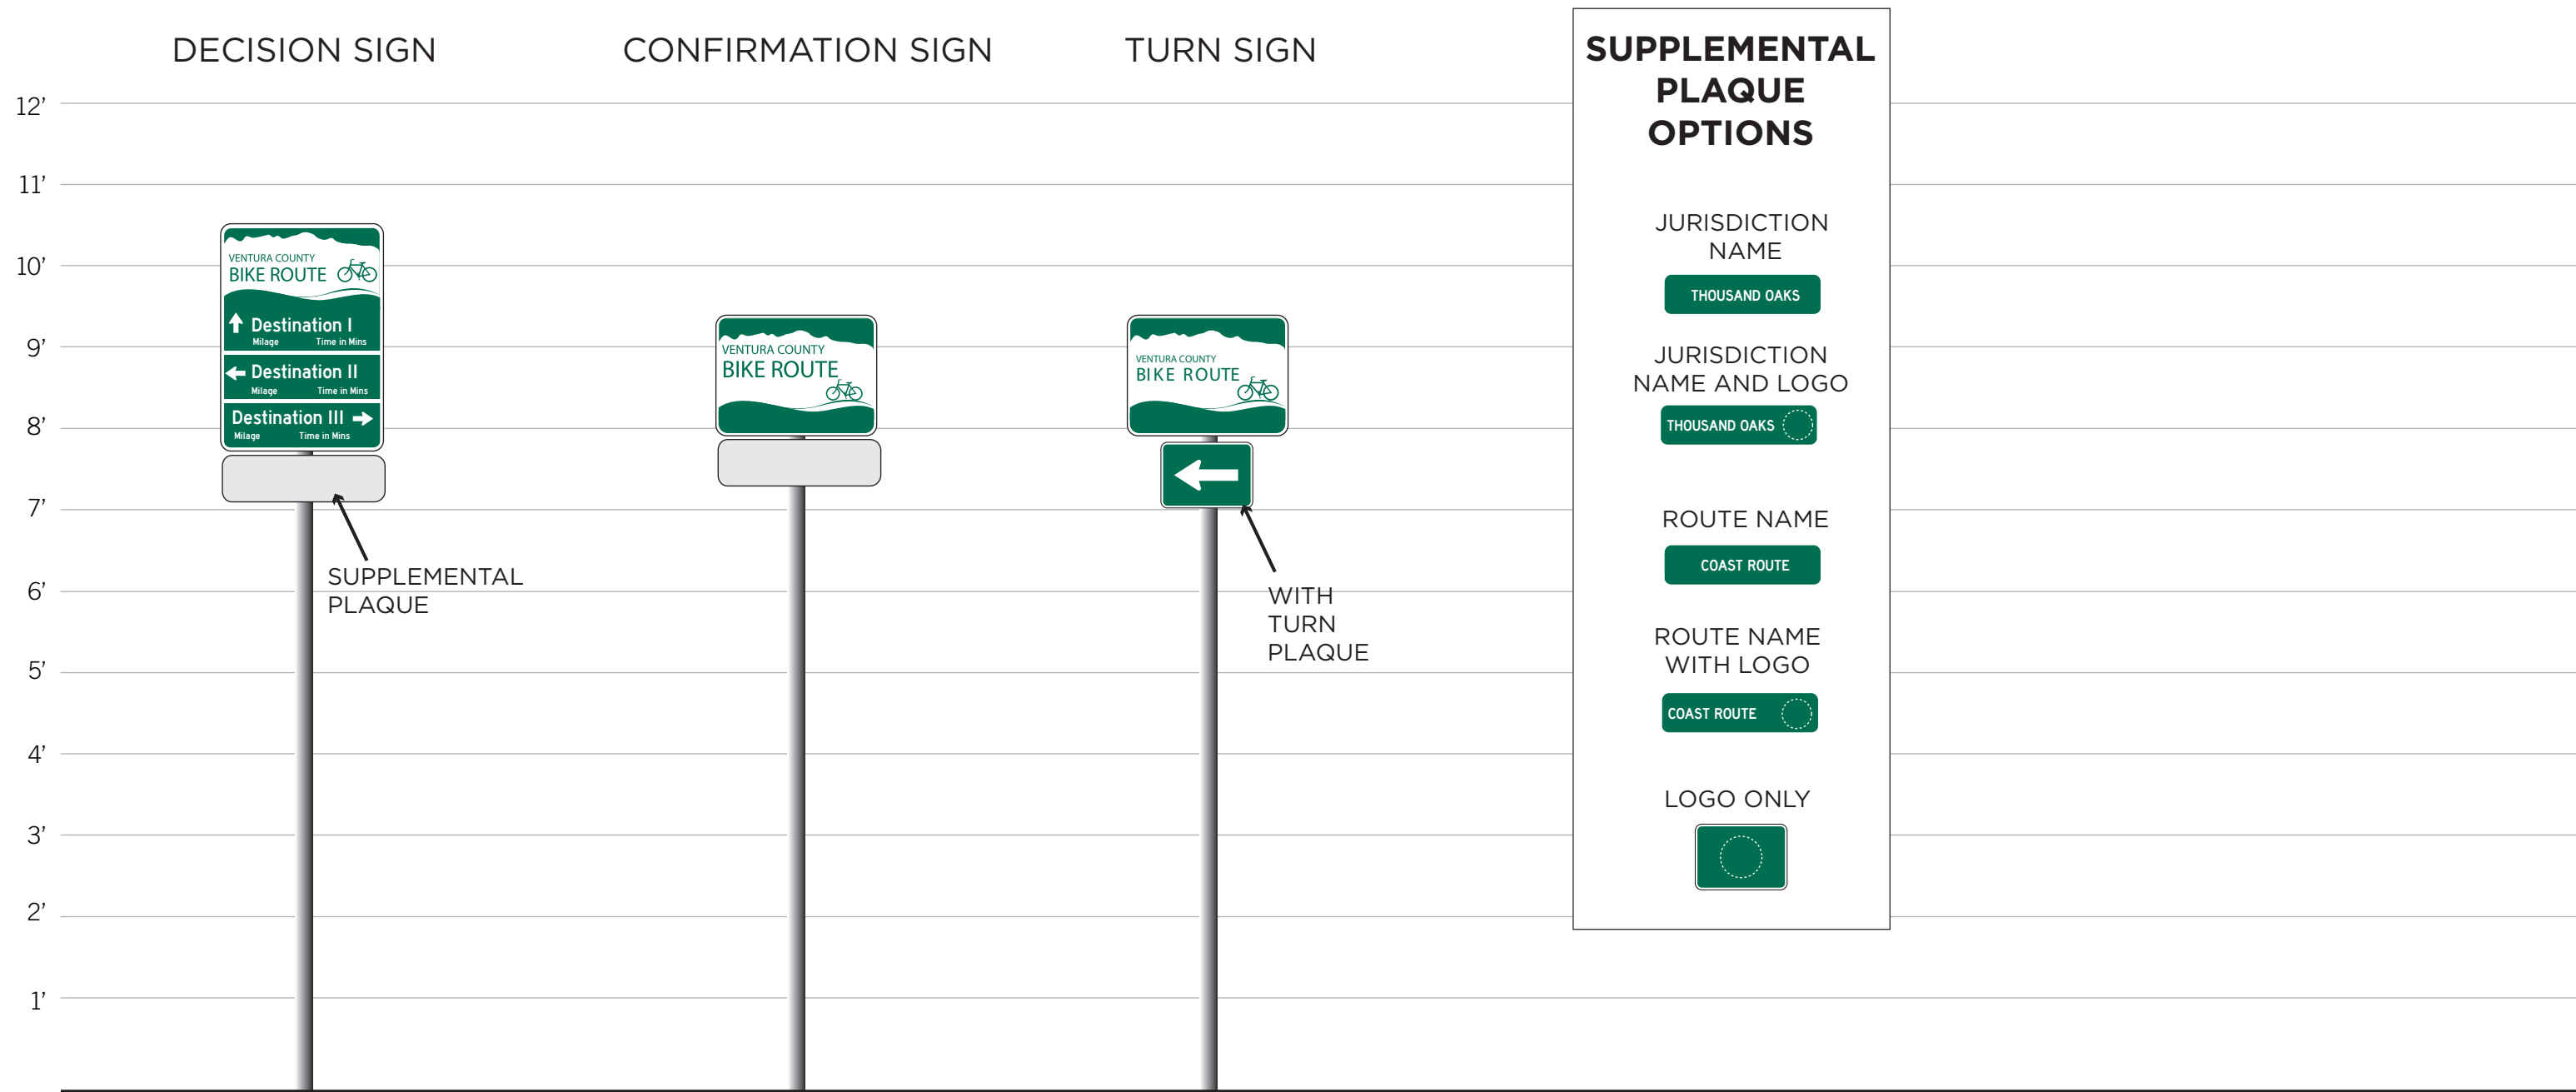 DECISION SIGN
CONFIRMATION SIGN
TURN SIGN
12’
11’
10’
9’
8’
7’
6’
5’
4’
3’
2’
1’
VENTURA COUNTY
BIKE ROUTE
Destination I
Milage Time in Mins
Destination II
Milage Time in Mins
Destination III
Milage Time in Mins
SUPPLEMENTAL
PLAQUE
VENTURA COUNTY
BIKE ROUTE
VENTURA COUNTY
BIKE ROUTE
WITH
TURN
PLAQUE
SUPPLEMENTAL
PLAQUE
OPTIONS
JURISDICTION
NAME
THOUSAND OAKS
JURISDICTION
NAME AND LOGO
THOUSAND OAKS
ROUTE NAME
COAST ROUTE
ROUTE NAME
WITH LOGO
COAST ROUTE
LOGO ONLY